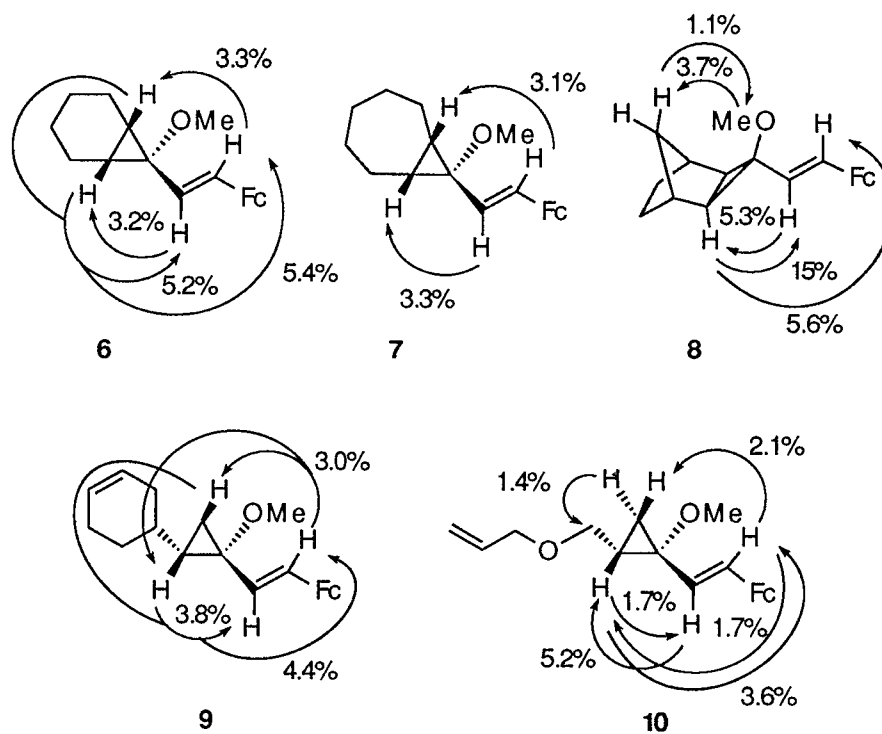 3.3%
H
OMe
H
H
Fc
3.2%
H
5.2%
5.4%
6
3.1%
H
OMe
H
H
Fc
H
3.3%
7
1.1%
3.7%
H
H
MeO
H
Fc
5.3%
H
H
15%
5.6%
8
3.0%
H
OMe
H
H
Fc
3.8%
H
4.4%
9
2.1%
1.4%
H
H
OMe
H
O
Fc
H
1.7%
H
1.7%
5.2%
3.6%
10